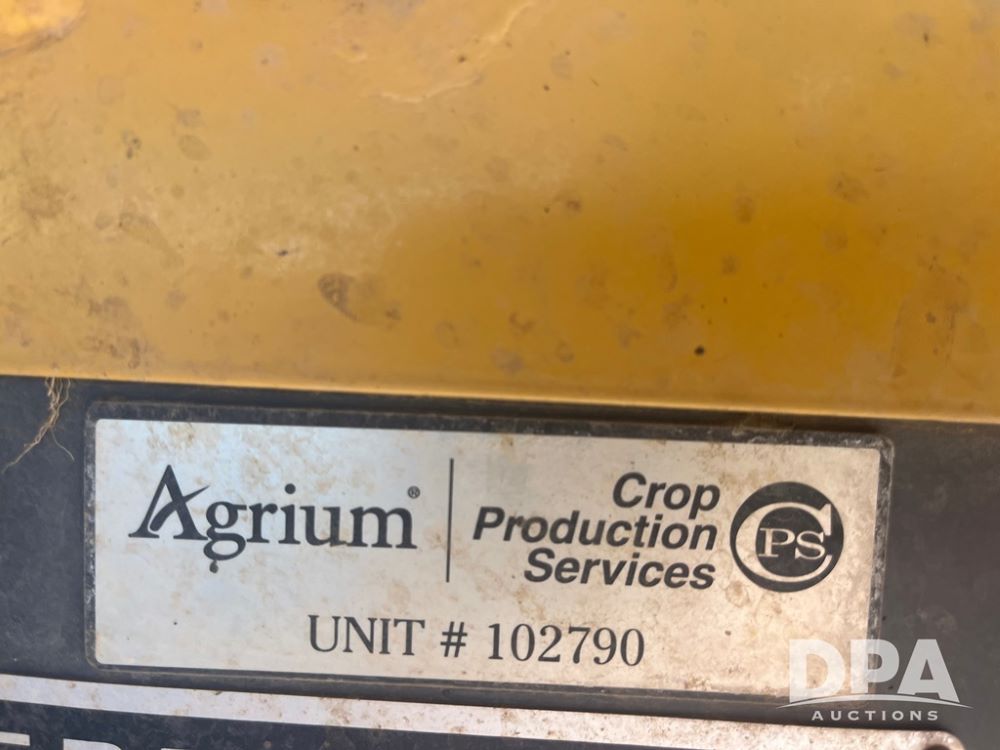 Agrium®
Crop
Production
Services
CPS
UNIT # 102790
DPA
AUCTIONS